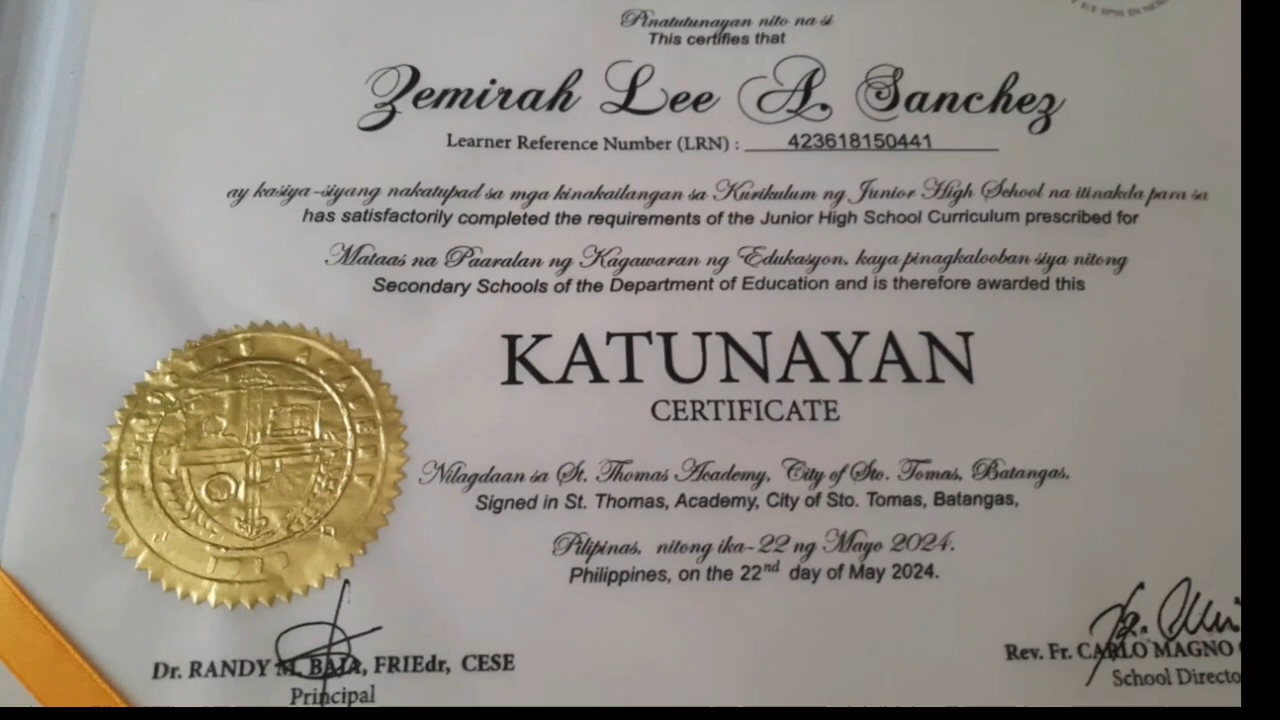 Pinatutunayan nito na si
This certifies that
Zemirah Lee A. Sanchez
Learner Reference Number (LRN) : 423618150441
ay kasiya-siyang nakatupad sa mga kinakailangan sa Kurikulum ng Junior High School na itinakda para sa
has satisfactorily completed the requirements of the Junior High School Curriculum prescribed for
Mataas na Paaralan ng Kagawaran ng Edukasyon, kaya pinagkalooban siya nitong
Secondary Schools of the Department of Education and is therefore awarded this
KATUNAYAN
CERTIFICATE
Nilagdaan sa St. Thomas Academy, City of Sto. Tomas, Batangas,
Signed in St. Thomas, Academy, City of Sto. Tomas, Batangas,
Pilipinas, nitong ika-22 ng Mayo 2024.
Philippines, on the 22nd day of May 2024.
Dr. RANDY M. BAJA, FRIEdr, CESE
Principal
Rev. Fr. CARLO MAGNO
School Directo